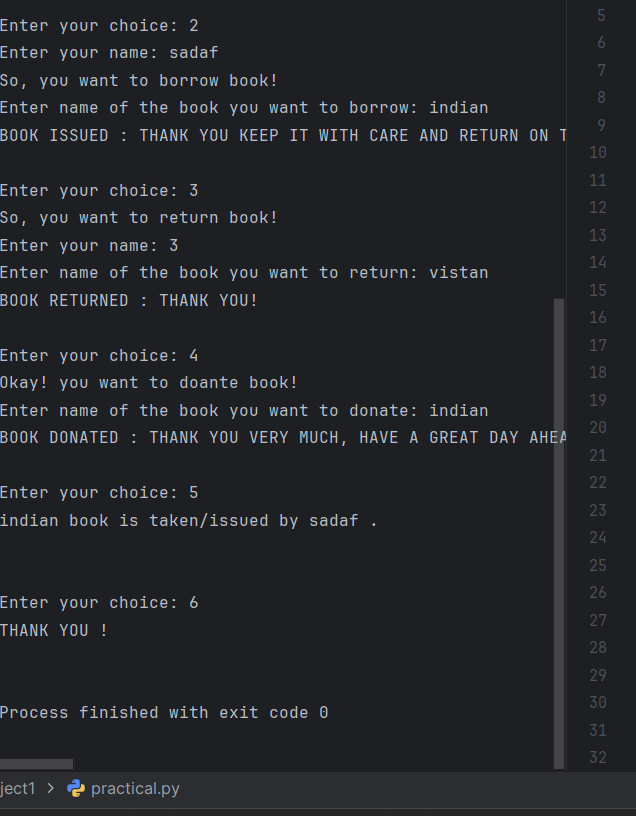 Enter your choice: 2
Enter your name: sadaf
So, you want to borrow book!
Enter name of the book you want to borrow: indian
BOOK ISSUED : THANK YOU KEEP IT WITH CARE AND RETURN ON T
Enter your choice: 3
So, you want to return book!
Enter your name: 3
Enter name of the book you want to return: vistan
BOOK RETURNED : THANK YOU!
Enter your choice: 4
Okay! you want to doante book!
Enter name of the book you want to donate: indian
BOOK DONATED : THANK YOU VERY MUCH, HAVE A GREAT DAY AHEA
Enter your choice: 5
indian book is taken/issued by sadaf .
Enter your choice: 6
THANK YOU !
Process finished with exit code 0
ject1 > practical.py
5
6
7
8
9
10
11
12
13
14
15
16
17
18
19
20
21
22
23
24
25
26
27
28
29
30
31
32